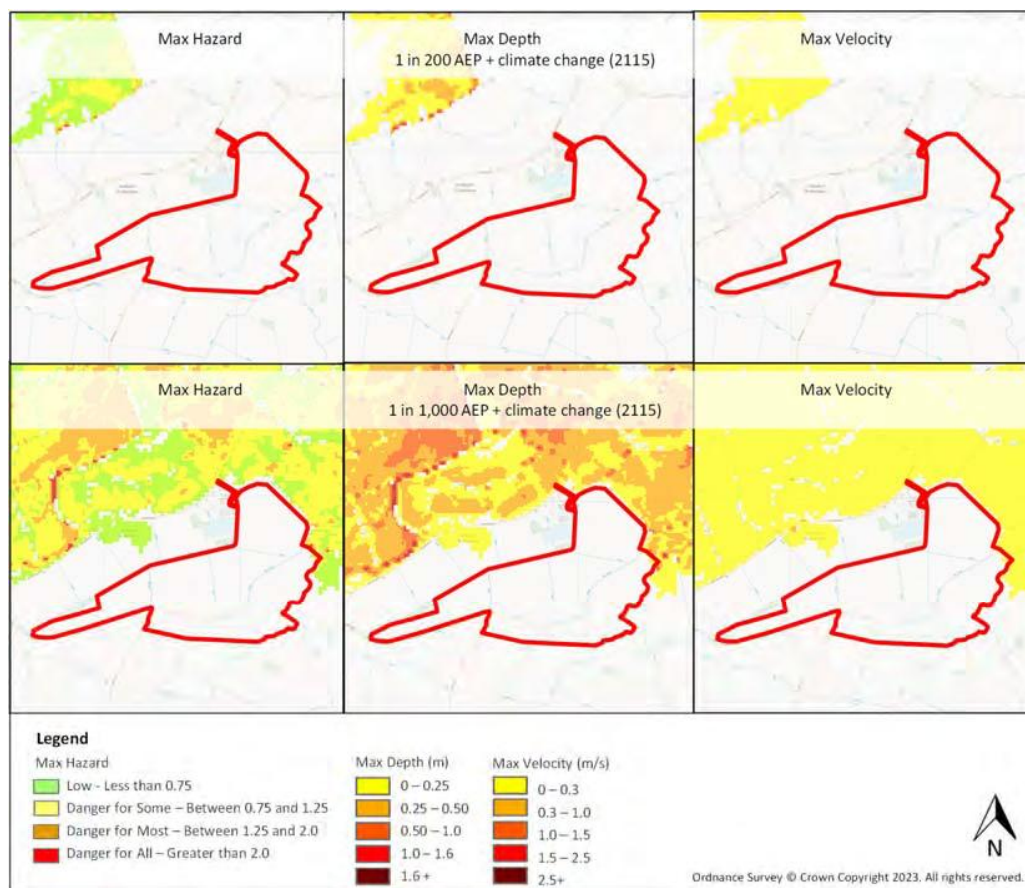 Max Hazard
Max Depth
1 in 200 AEP + climate change (2115)
Max Velocity
Max Hazard
Max Depth
1 in 1,000 AEP + climate change (2115)
Max Velocity
Legend
Max Hazard
Low - Less than 0.75
Danger for Some – Between 0.75 and 1.25
Danger for Most – Between 1.25 and 2.0
Danger for All – Greater than 2.0
Max Depth (m)
0 – 0.25
0.25 – 0.50
0.50 – 1.0
1.0 – 1.6
1.6 +
Max Velocity (m/s)
0 – 0.3
0.3 – 1.0
1.0 – 1.5
1.5 – 2.5
2.5+
N
Ordnance Survey © Crown Copyright 2023. All rights reserved.